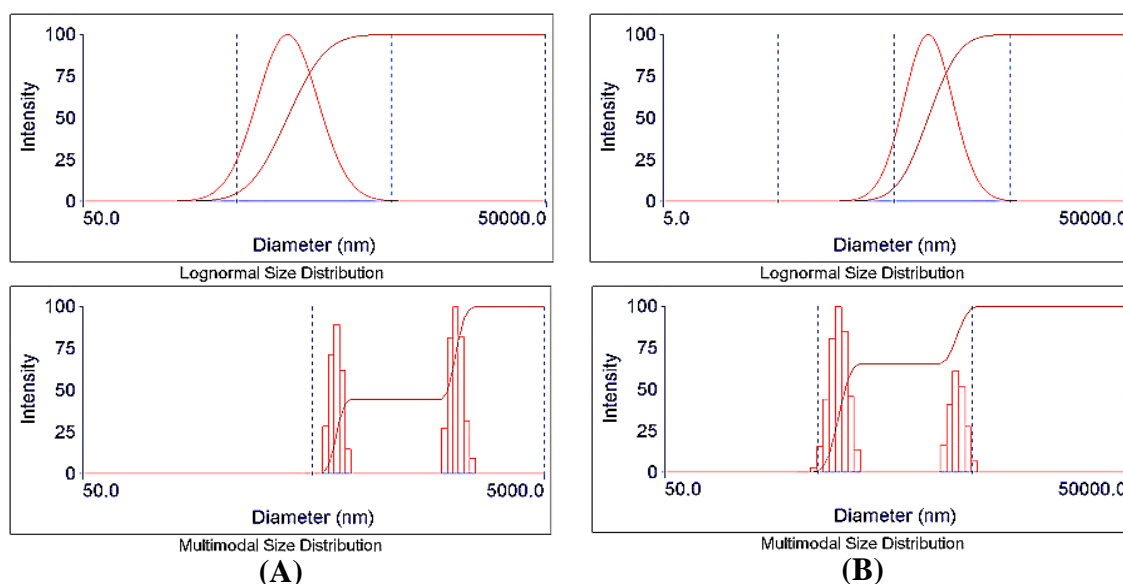 100
75
50
25
0
Intensity
50.0
50000.0
Diameter (nm)
Lognormal Size Distribution
100
75
50
25
0
Intensity
5.0
50000.0
Diameter (nm)
Lognormal Size Distribution
100
75
50
25
0
Intensity
50.0
5000.0
Diameter (nm)
Multimodal Size Distribution
(A)
100
75
50
25
0
Intensity
50.0
50000.0
Diameter (nm)
Multimodal Size Distribution
(B)